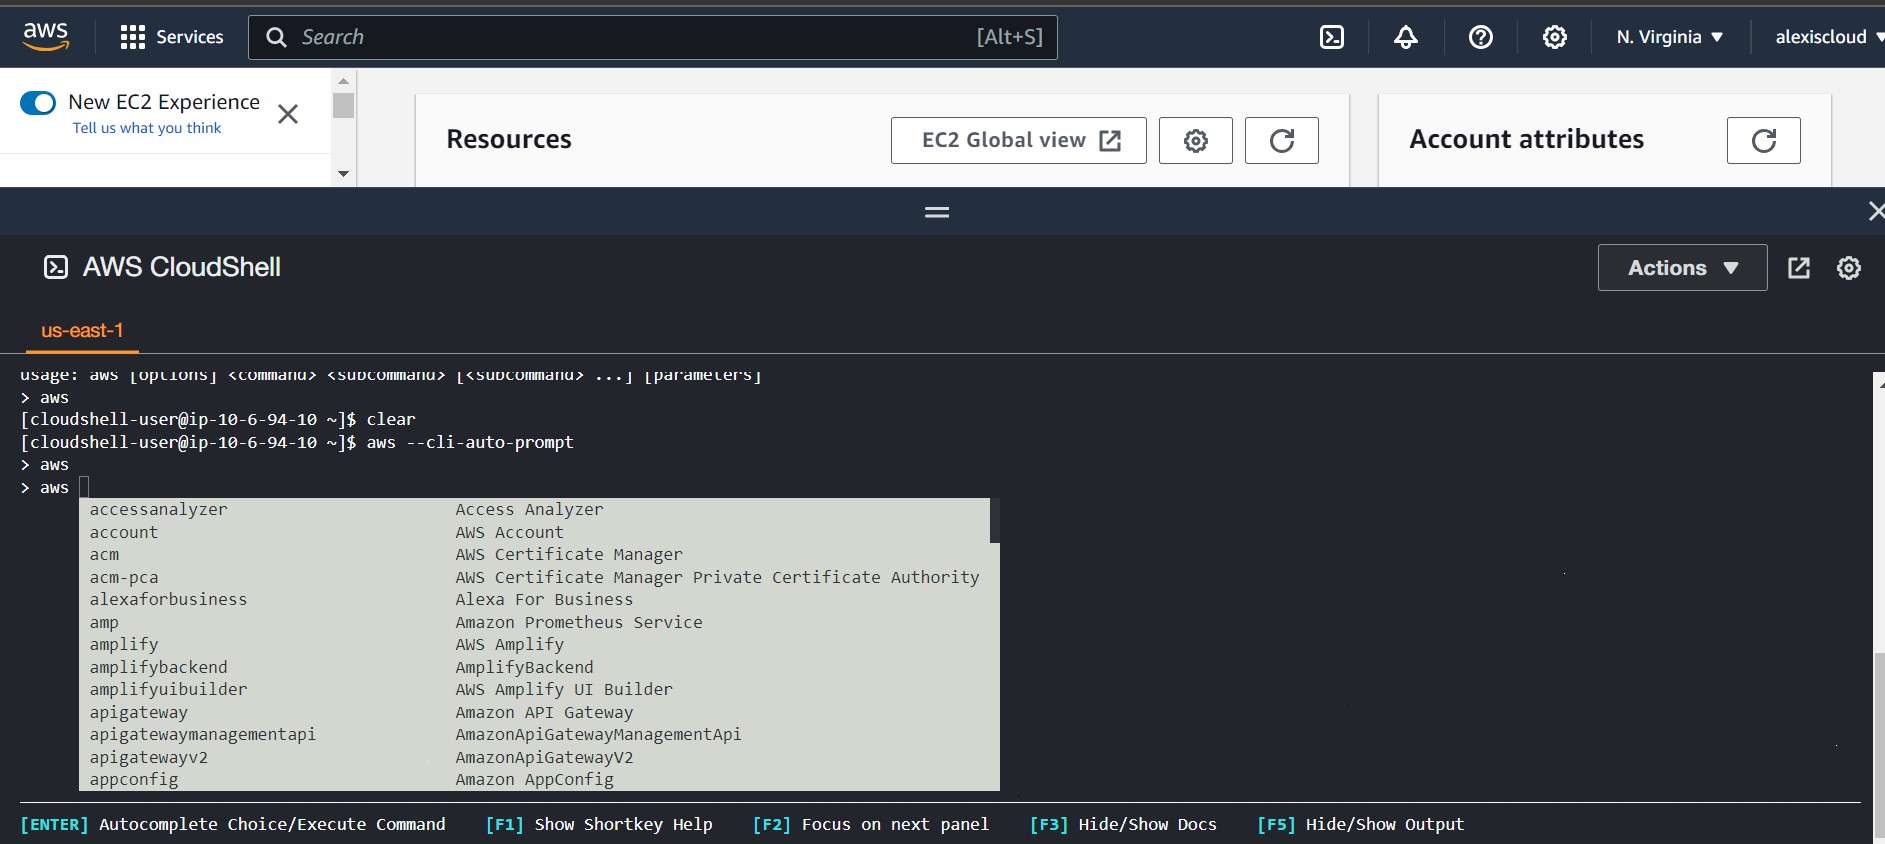 aws Services Search [Alt+S] N. Virginia ▼ alexiscloud ▼
New EC2 Experience
Tell us what you think
Resources EC2 Global view Account attributes
AWS CloudShell Actions ▼
us-east-1
usage: aws [options] <command> <subcommand> [<subcommand> ...] [parameters]
> aws
[cloudshell-user@ip-10-6-94-10 ~]$ clear
[cloudshell-user@ip-10-6-94-10 ~]$ aws --cli-auto-prompt
> aws
> aws
accessanalyzer Access Analyzer
account AWS Account
acm AWS Certificate Manager
acm-pca AWS Certificate Manager Private Certificate Authority
alexaforbusiness Alexa For Business
amp Amazon Prometheus Service
amplify AWS Amplify
amplifybackend AmplifyBackend
amplifyuibuilder AWS Amplify UI Builder
apigateway Amazon API Gateway
apigatewaymanagementapi AmazonApiGatewayManagementApi
apigatewayv2 AmazonApiGatewayV2
appconfig Amazon AppConfig
[ENTER] Autocomplete Choice/Execute Command [F1] Show Shortkey Help [F2] Focus on next panel [F3] Hide/Show Docs [F5] Hide/Show Output